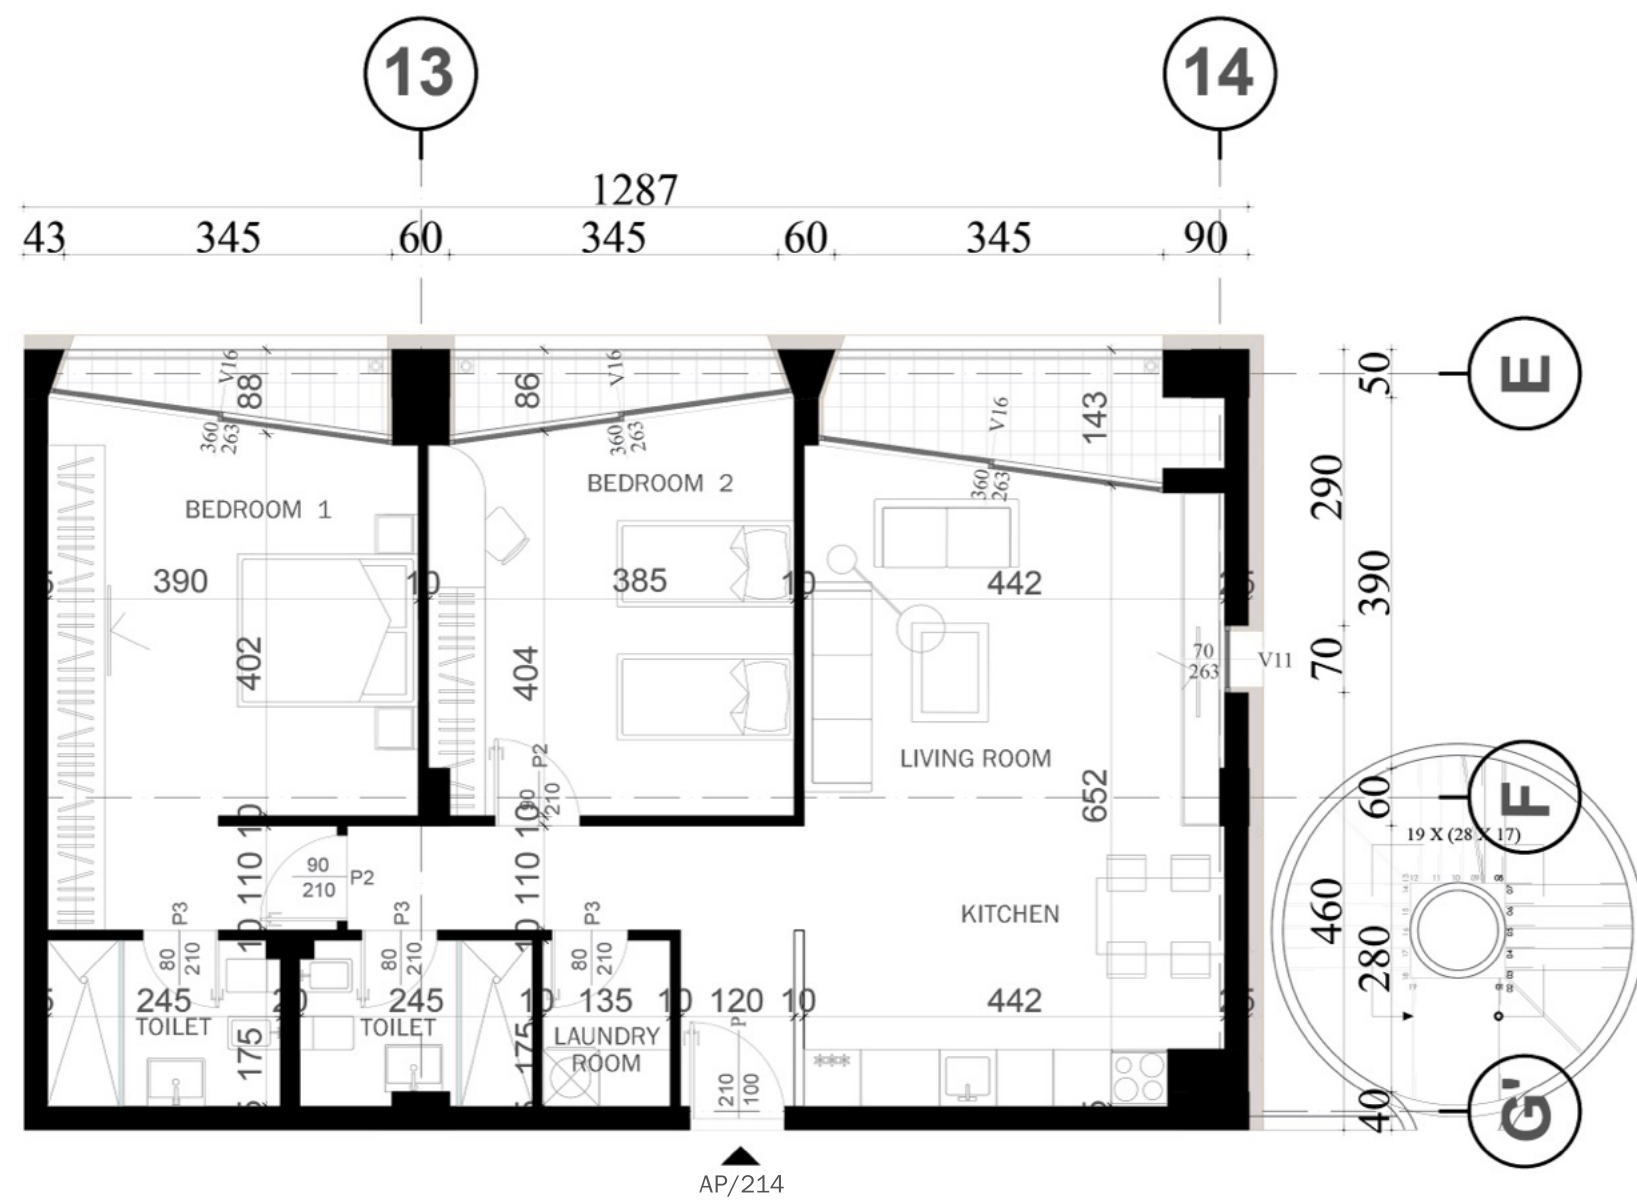 13
14
1287
43
345
60
345
60
345
90
V16
88
360
263
86
V16
360
263
V16
143
360
263
E
50
290
390
70
BEDROOM 1
BEDROOM 2
390
10
385
10
442
402
404
70
263
V11
LIVING ROOM
652
P2
90
210
10
10
110
110
90
210
P2
10
10
F
60
19 X (28 X 17)
460
280
KITCHEN
P3
80
210
P3
80
210
P3
80
210
245
20
245
10
135
10
120
10
442
TOILET
TOILET
LAUNDRY
ROOM
175
175
P
210
100
40
G'
AP/214